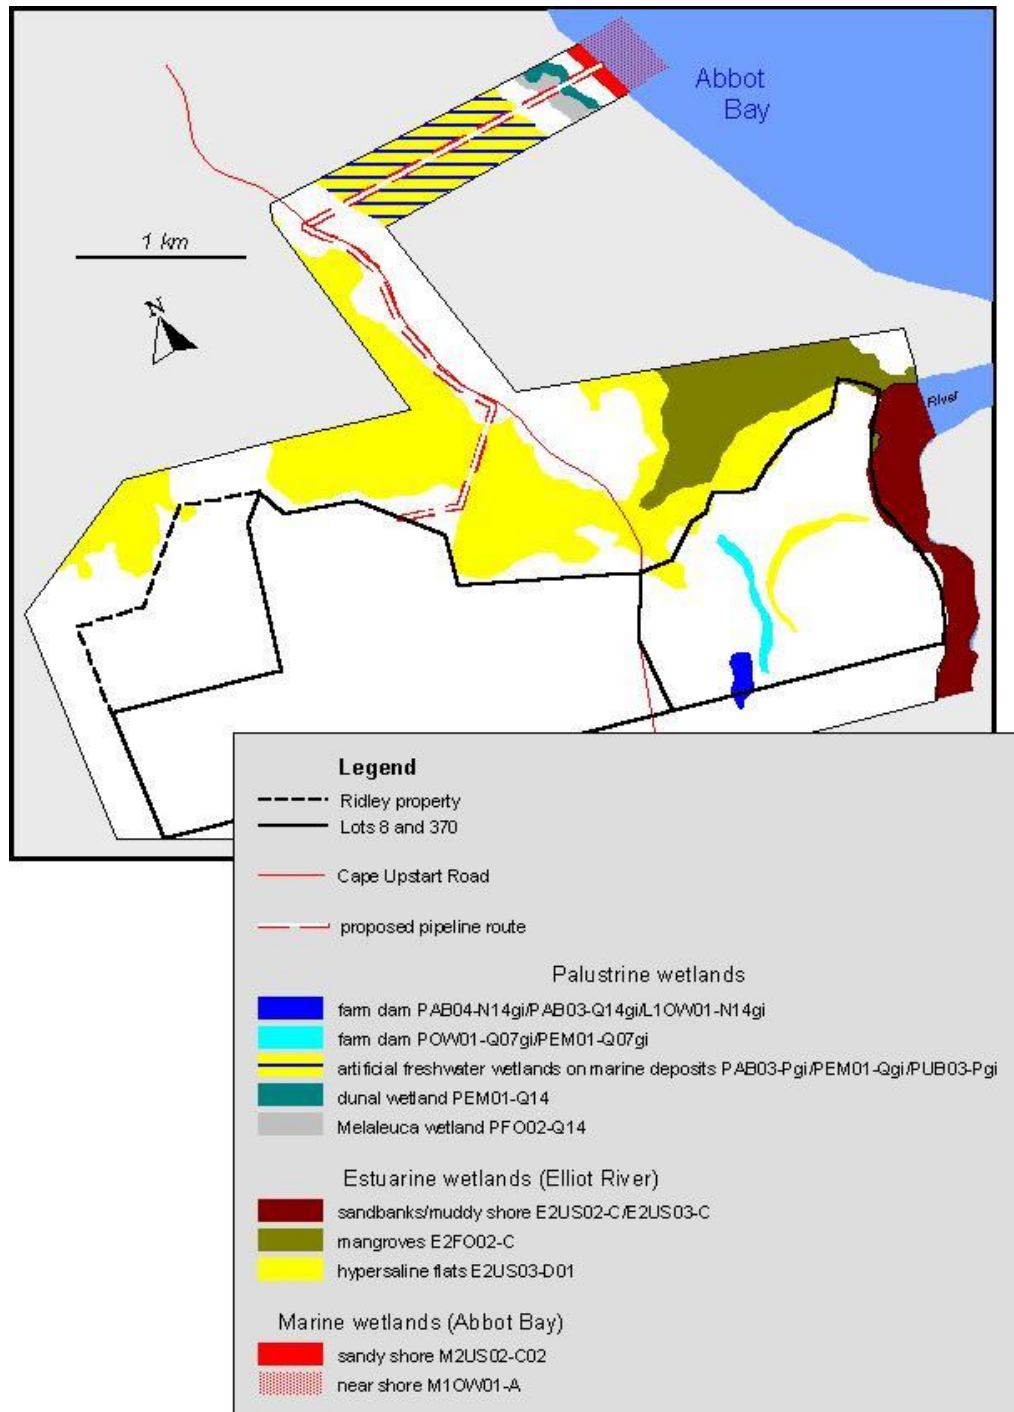 Abbot
Bay
1 km
N
River
Legend
Ridley property
Lots 8 and 370
Cape Upstart Road
proposed pipeline route
Palustrine wetlands
farm dam PAB04-N14gi/PAB03-Q14gi/L1OW01-N14gi
farm dam POW01-Q07gi/PEM01-Q07gi
artificial freshwater wetlands on marine deposits PAB03-Pgi/PEM01-Qgi/PUB03-Pgi
dunal wetland PEM01-Q14
Melaleuca wetland PFO02-Q14
Estuarine wetlands (Elliot River)
sandbanks/muddy shore E2US02-C/E2US03-C
mangroves E2FO02-C
hypersaline flats E2US03-D01
Marine wetlands (Abbot Bay)
sandy shore M2US02-C02
near shore M1OW01-A